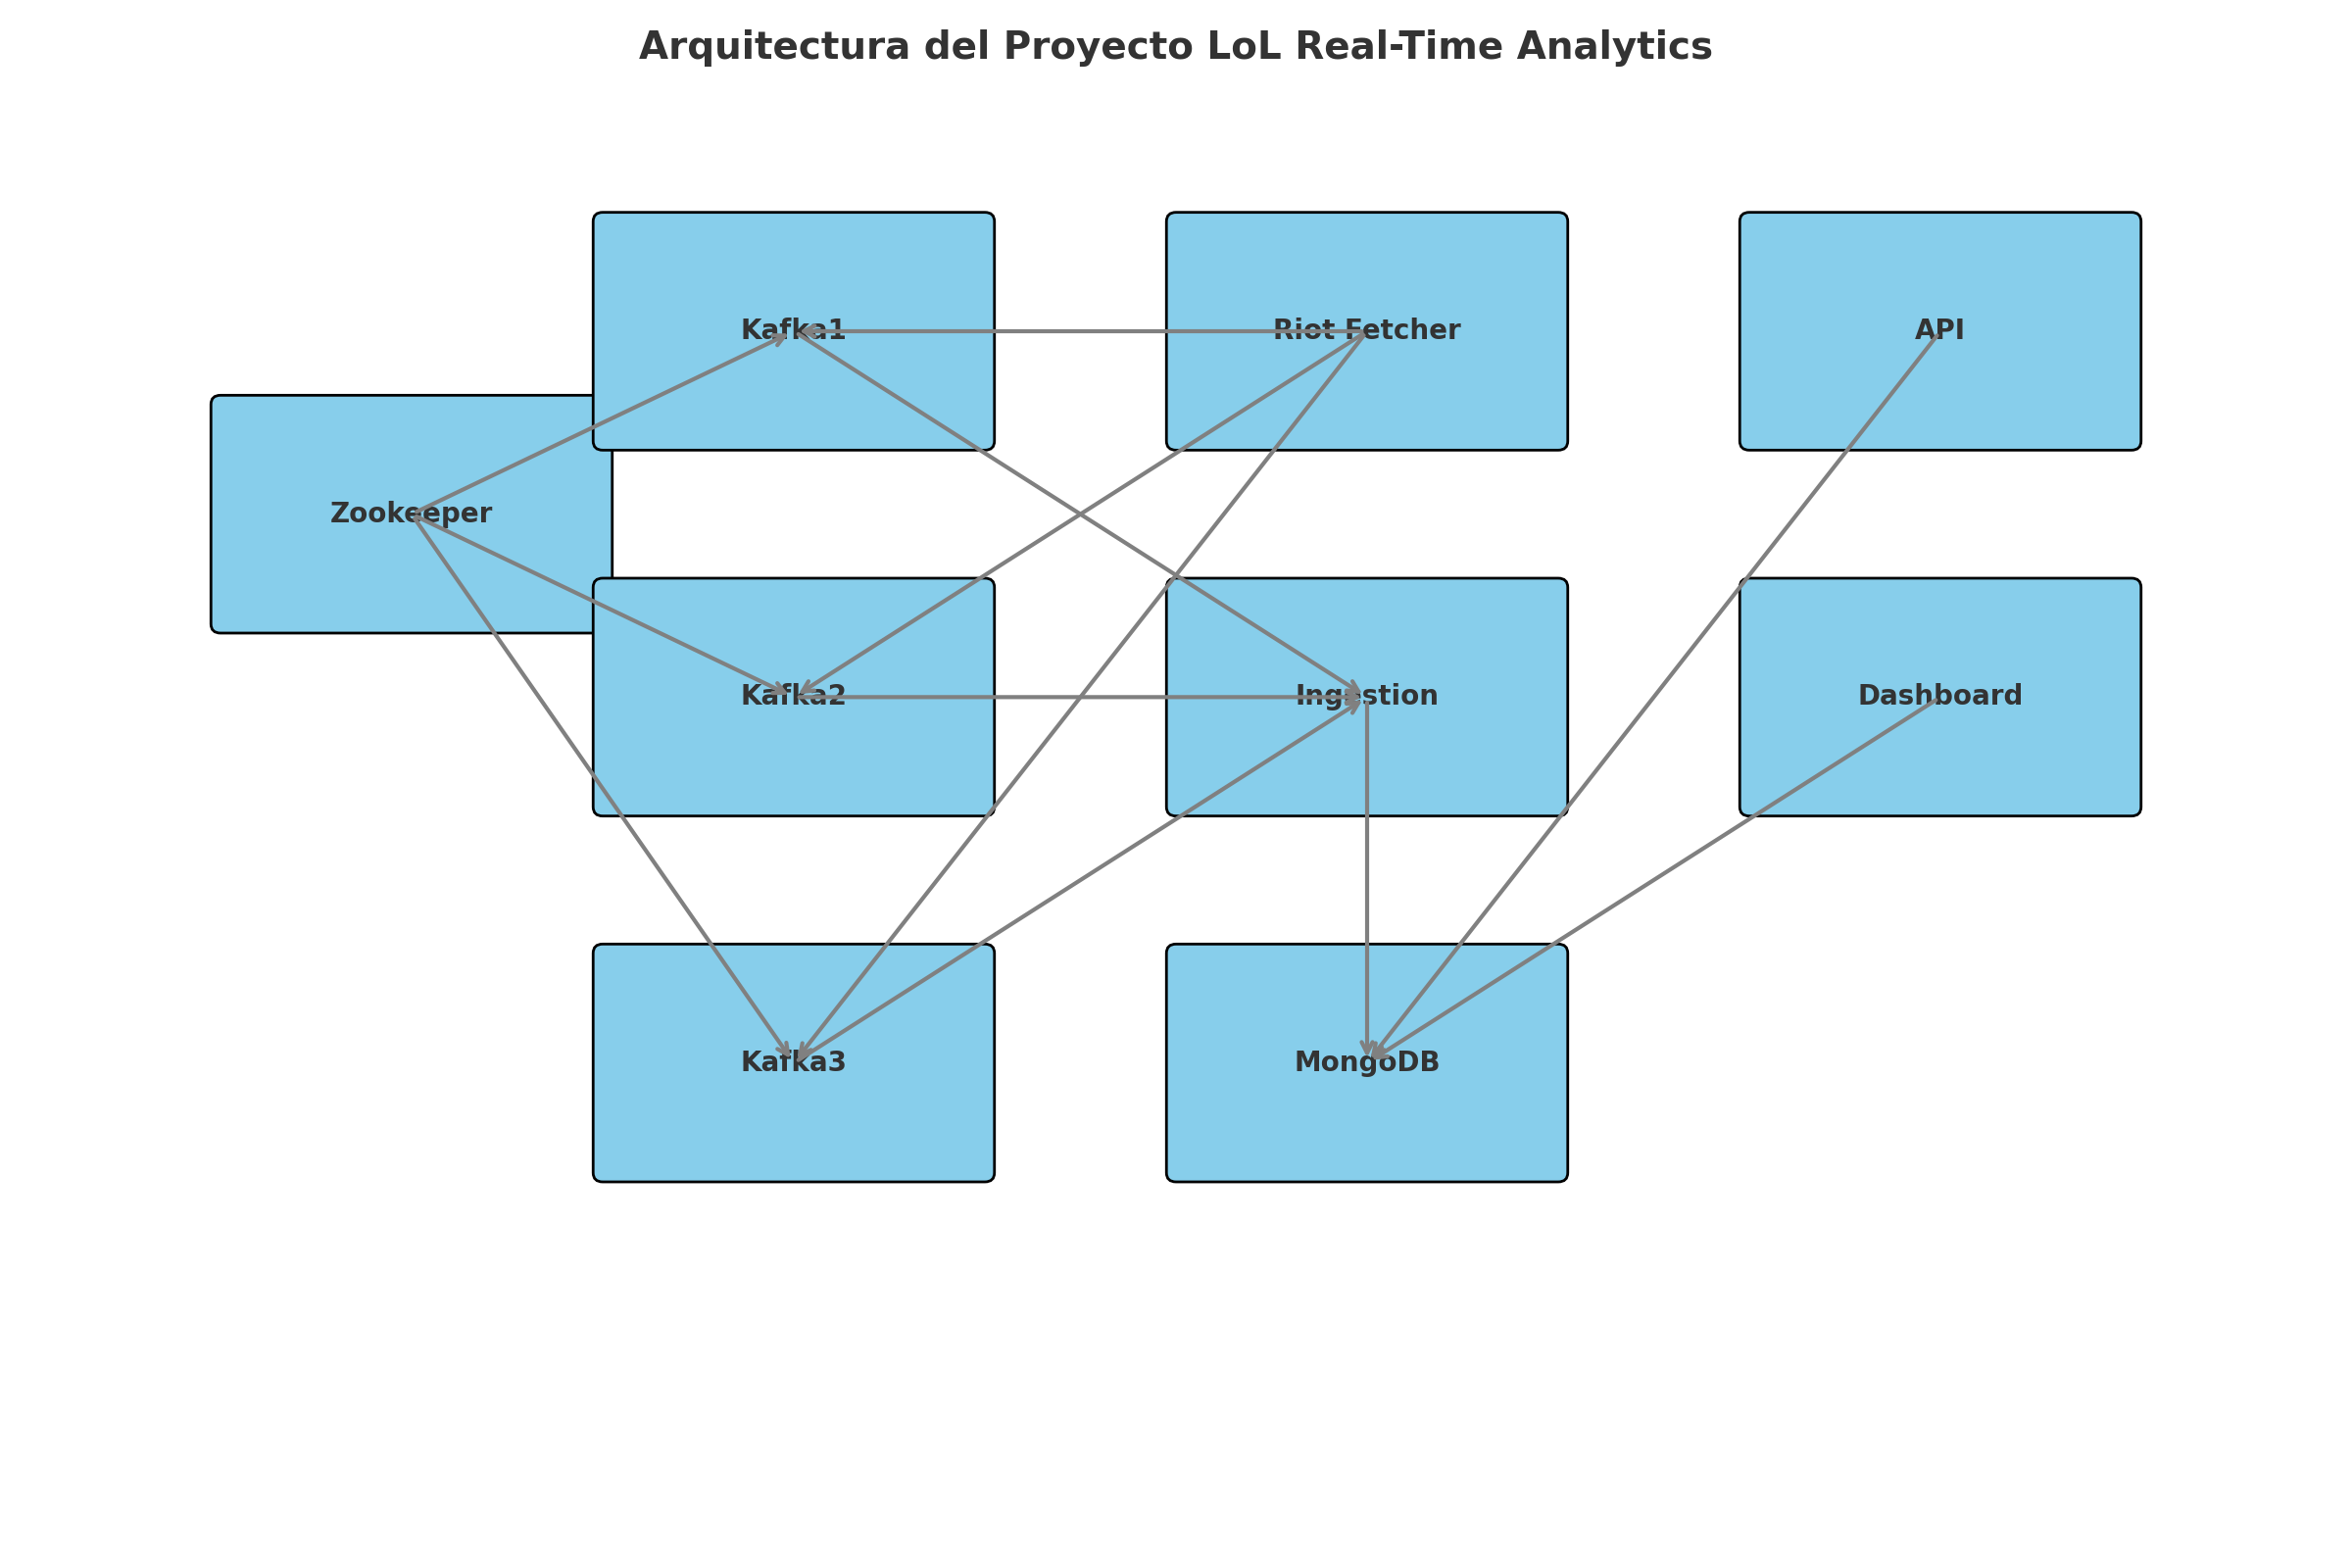 Arquitectura del Proyecto LoL Real-Time Analytics
Kafka1
Riot Fetcher
API
Zookeeper
Kafka2
Ingestion
Dashboard
Kafka3
MongoDB